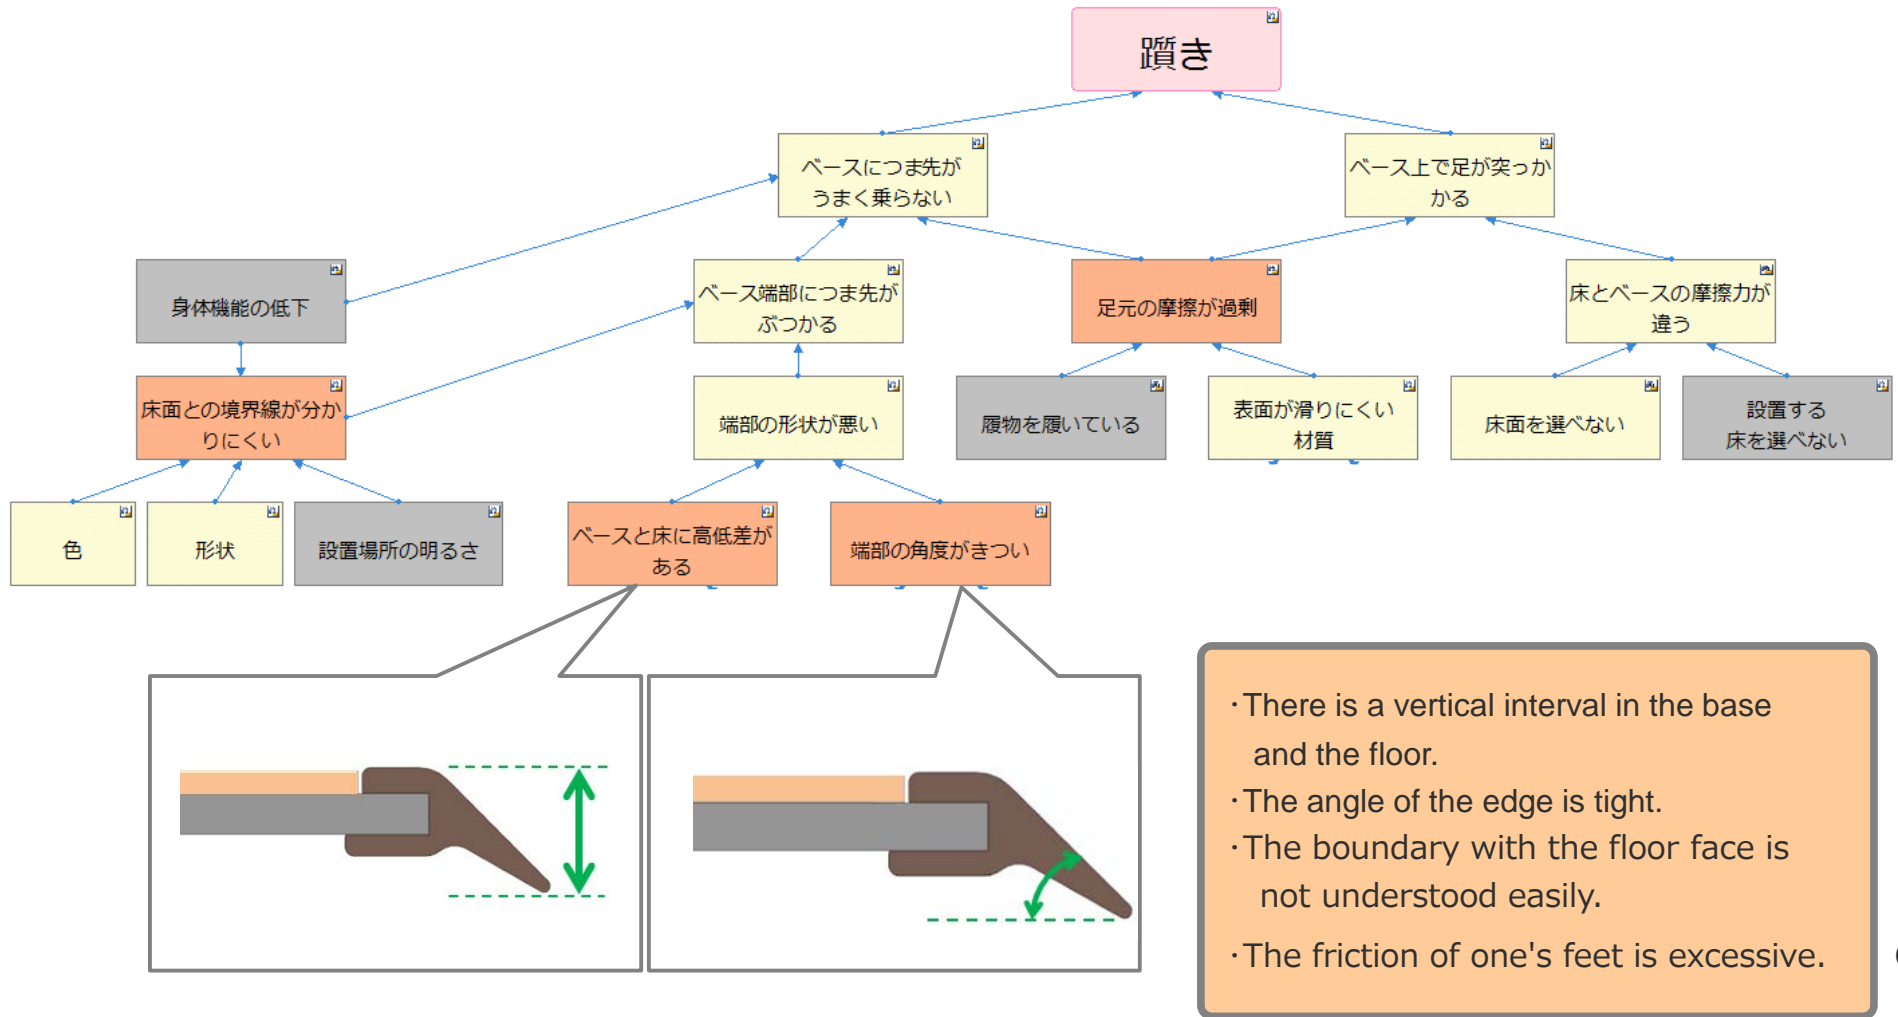 躓き
ベースにつま先が
うまく乗らない
ベース上で足が突っか
かる
身体機能の低下
ベース端部につま先が
ぶつかる
足元の摩擦が過剰
床とベースの摩擦力が
違う
床面との境界線が分か
りにくい
端部の形状が悪い
履物を履いている
表面が滑りにくい
材質
床面を選べない
設置する
床を選べない
色
形状
設置場所の明るさ
ベースと床に高低差が
ある
端部の角度がきつい
・There is a vertical interval in the base
and the floor.
・The angle of the edge is tight.
・The boundary with the floor face is
not understood easily.
・The friction of one's feet is excessive.